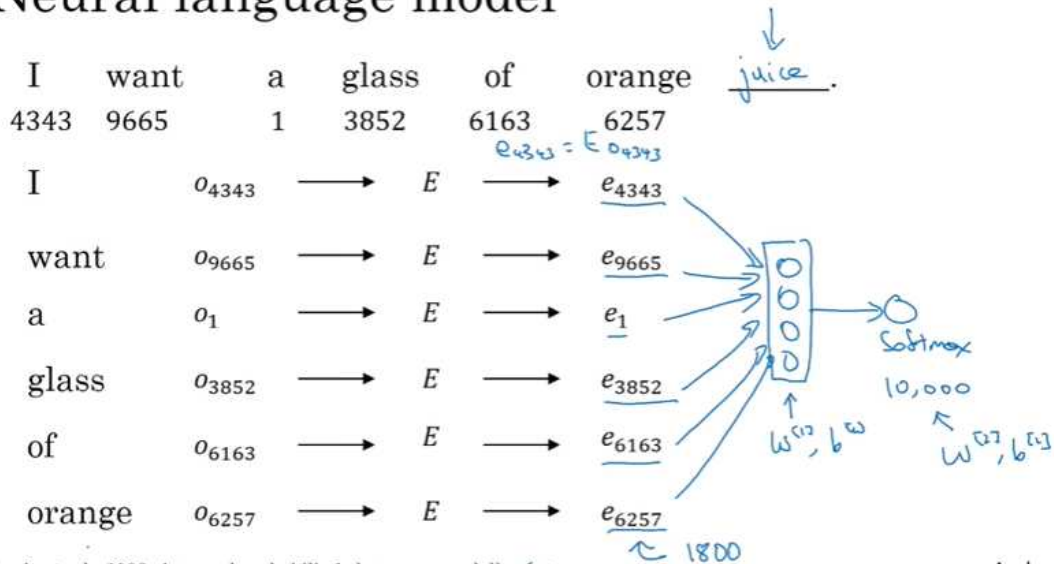 Neural language model
I want a glass of orange juice.
4343 9665 1 3852 6163 6257
e4343 = E o4343
I o4343 → E → e4343
want o9665 → E → e9665
a o1 → E → e1
glass o3852 → E → e3852
of o6163 → E → e6163
orange o6257 → E → e6257
Softmax
10,000
W[1], b[1]
W[2], b[2]
1800